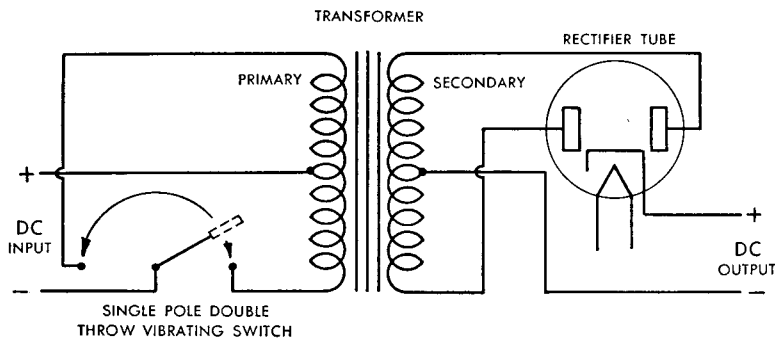 TRANSFORMER
RECTIFIER TUBE
PRIMARY
SECONDARY
+
DC
INPUT
−
+
DC
OUTPUT
−
SINGLE POLE DOUBLE
THROW VIBRATING SWITCH